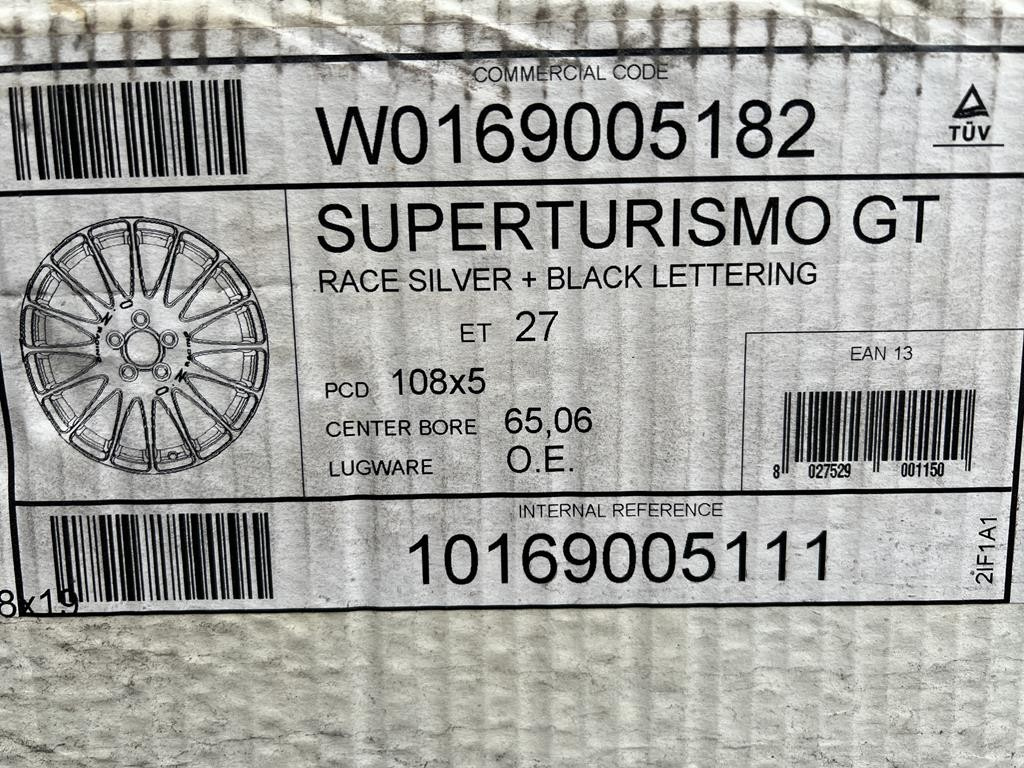 COMMERCIAL CODE
W0169005182
TÜV
SUPERTURISMO GT
RACE SILVER + BLACK LETTERING
ET 27
PCD 108x5
CENTER BORE 65,06
LUGWARE O.E.
EAN 13
8 027529 001150
INTERNAL REFERENCE
10169005111
2IF1A1
8x19